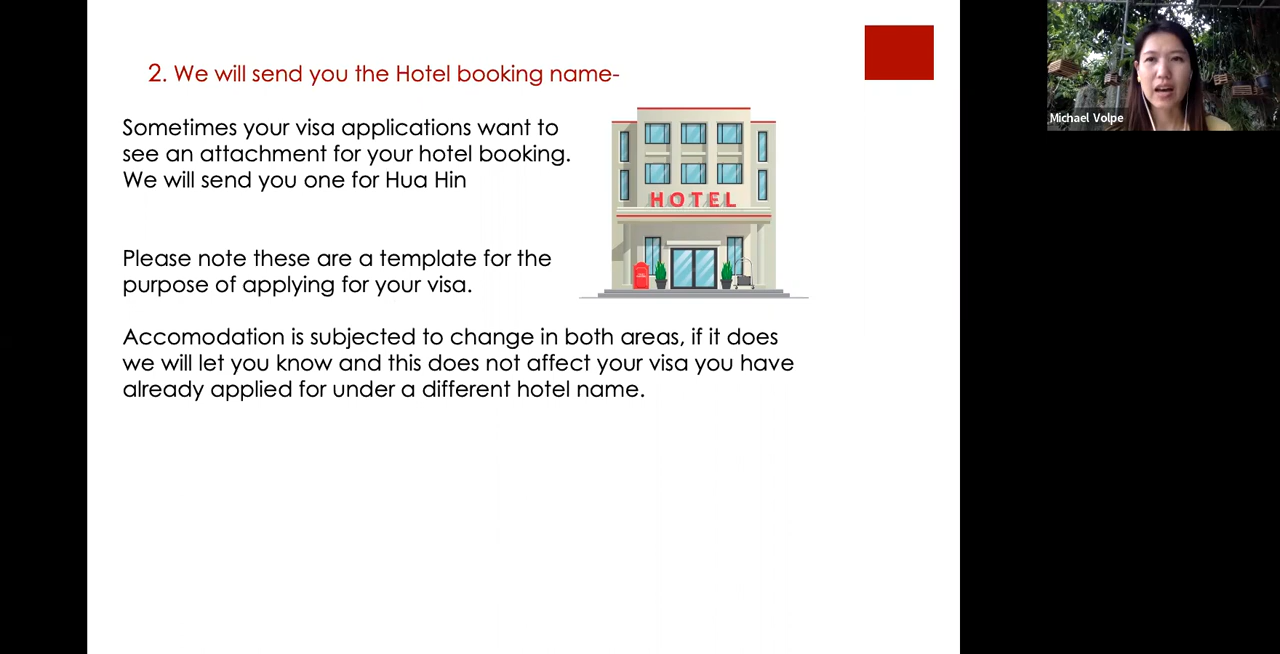 2. We will send you the Hotel booking name-
Sometimes your visa applications want to
see an attachment for your hotel booking.
We will send you one for Hua Hin
HOTEL
Please note these are a template for the
purpose of applying for your visa.
Accomodation is subjected to change in both areas, if it does
we will let you know and this does not affect your visa you have
already applied for under a different hotel name.
Michael Volpe